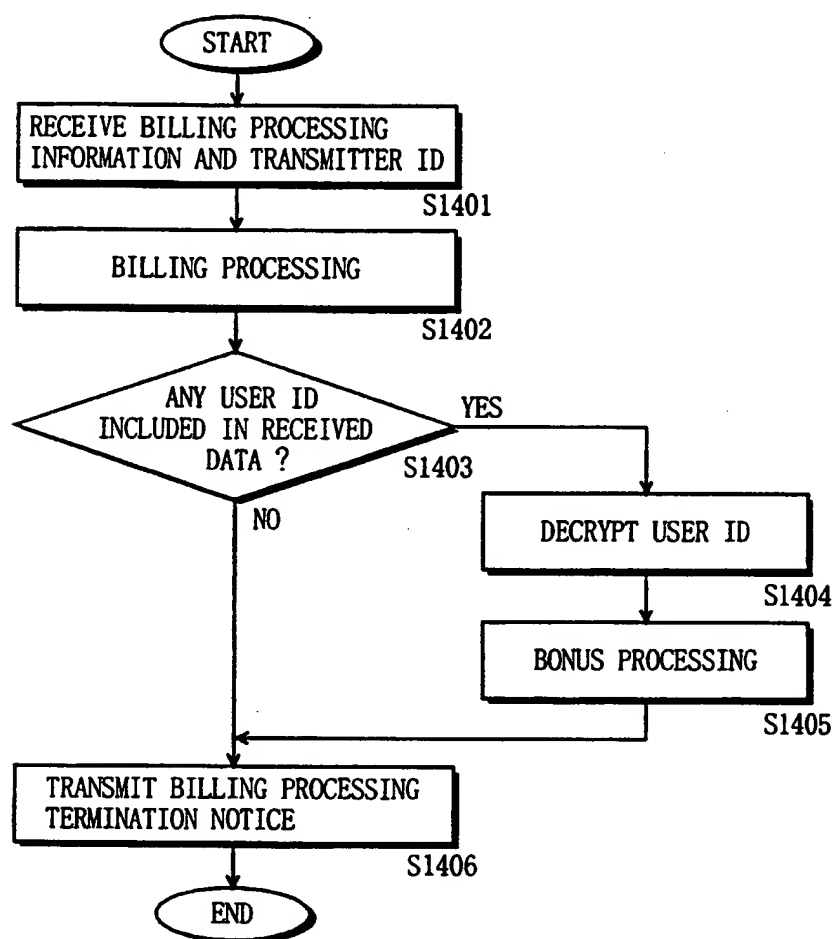 START
RECEIVE BILLING PROCESSING
INFORMATION AND TRANSMITTER ID
S1401
BILLING PROCESSING
S1402
ANY USER ID
INCLUDED IN RECEIVED
DATA ?
YES
S1403
NO
DECRYPT USER ID
S1404
BONUS PROCESSING
S1405
TRANSMIT BILLING PROCESSING
TERMINATION NOTICE
S1406
END